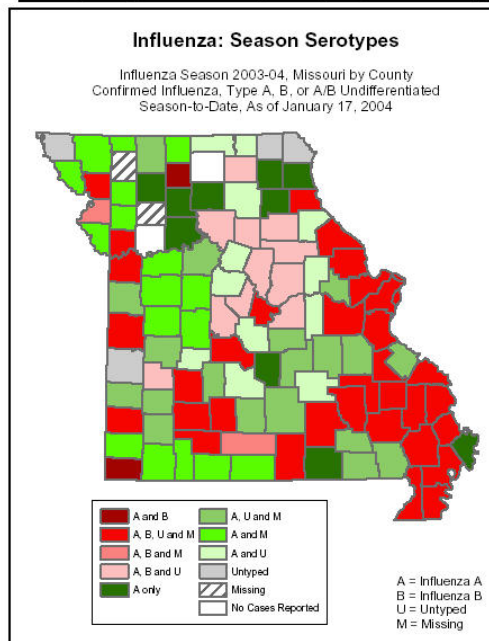 Influenza: Season Serotypes
Influenza Season 2003-04, Missouri by County
Confirmed Influenza, Type A, B, or A/B Undifferentiated
Season-to-Date, As of January 17, 2004
A and B
A, B, U and M
A, B and M
A, B and U
A only
A, U and M
A and M
A and U
Untyped
Missing
No Cases Reported
A = Influenza A
B = Influenza B
U = Untyped
M = Missing